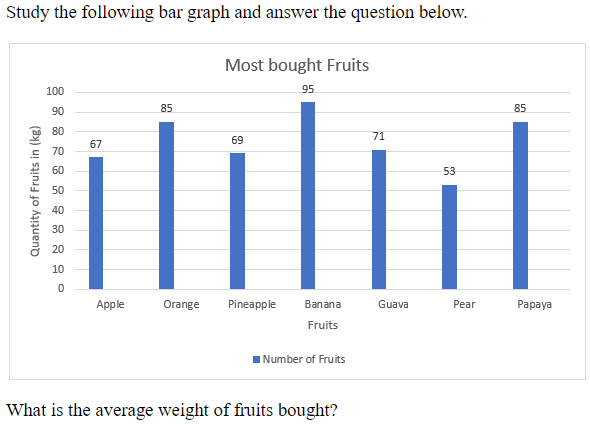 Study the following bar graph and answer the question below.
Most bought Fruits
Quantity of Fruits in (kg)
100
90
80
70
60
50
40
30
20
10
0
67
85
69
95
71
53
85
Apple Orange Pineapple Banana Guava Pear Papaya
Fruits
Number of Fruits
What is the average weight of fruits bought?